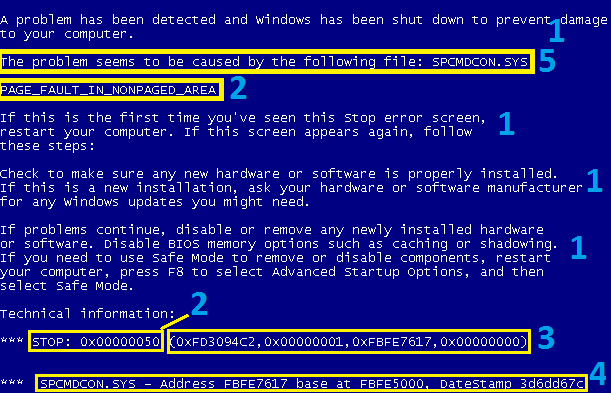 A problem has been detected and Windows has been shut down to prevent damage
to your computer. 1
The problem seems to be caused by the following file: SPCMDCON.SYS 5
PAGE_FAULT_IN_NONPAGED_AREA 2
If this is the first time you've seen this Stop error screen, 1
restart your computer. If this screen appears again, follow
these steps:
Check to make sure any new hardware or software is properly installed.
If this is a new installation, ask your hardware or software manufacturer 1
for any Windows updates you might need.
If problems continue, disable or remove any newly installed hardware
or software. Disable BIOS memory options such as caching or shadowing. 1
If you need to use Safe Mode to remove or disable components, restart
your computer, press F8 to select Advanced Startup Options, and then
select Safe Mode.
Technical information: 2
*** STOP: 0x00000050 (0xFD3094C2,0x00000001,0xFBFE7617,0x00000000) 3
*** SPCMDCON.SYS – Address FBFE7617 base at FBFE5000, DateStamp 3d6dd67c 4